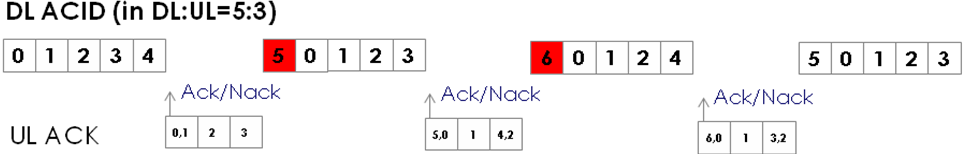 DL ACID (in DL:UL=5:3)
0 1 2 3 4 5 0 1 2 3 6 0 1 2 4 5 0 1 2 3
Ack/Nack Ack/Nack Ack/Nack
UL ACK 0,1 2 3 5,0 1 4,2 6,0 1 3,2